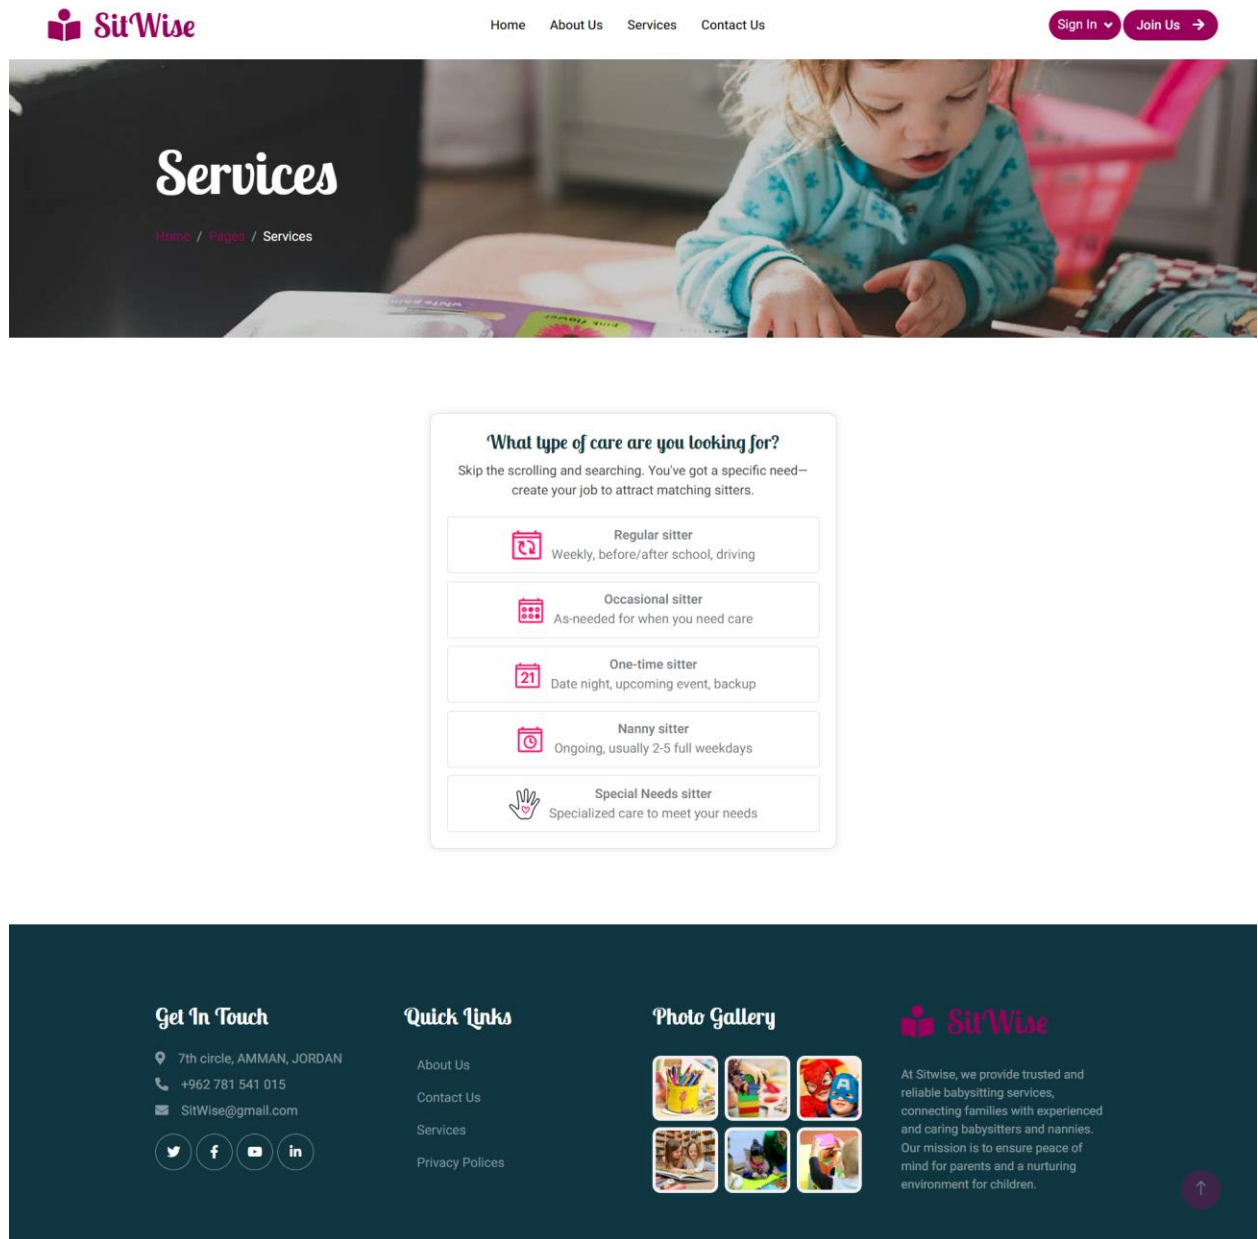 SitWise
Home
About Us
Services
Contact Us
Sign In
Join Us
Services
Home / Pages / Services
What type of care are you looking for?
Skip the scrolling and searching. You've got a specific need—
create your job to attract matching sitters.
Regular sitter
Weekly, before/after school, driving
Occasional sitter
As-needed for when you need care
21
One-time sitter
Date night, upcoming event, backup
Nanny sitter
Ongoing, usually 2-5 full weekdays
Special Needs sitter
Specialized care to meet your needs
Get In Touch
7th circle, AMMAN, JORDAN
+962 781 541 015
SitWise@gmail.com
Quick Links
About Us
Contact Us
Services
Privacy Polices
Photo Gallery
SitWise
At Sitwise, we provide trusted and
reliable babysitting services,
connecting families with experienced
and caring babysitters and nannies.
Our mission is to ensure peace of
mind for parents and a nurturing
environment for children.